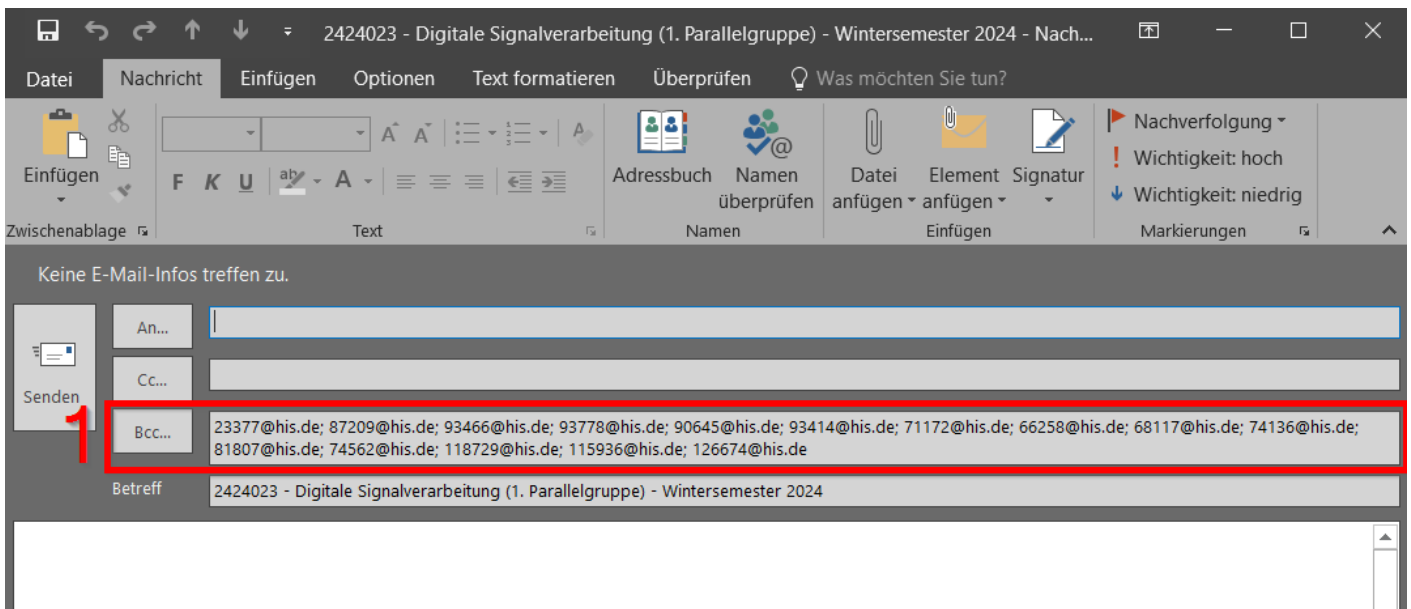 2424023 - Digitale Signalverarbeitung (1. Parallelgruppe) - Wintersemester 2024 - Nach...
Datei Nachricht Einfügen Optionen Text formatieren Überprüfen Was möchten Sie tun?
Einfügen
F K U ab A
Adressbuch
Namen überprüfen
Datei anfügen
Element anfügen
Signatur
Nachverfolgung
Wichtigkeit: hoch
Wichtigkeit: niedrig
Zwischenablage Text Namen Einfügen Markierungen
Keine E-Mail-Infos treffen zu.
Senden
An...
Cc...
1
Bcc...
23377@his.de; 87209@his.de; 93466@his.de; 93778@his.de; 90645@his.de; 93414@his.de; 71172@his.de; 66258@his.de; 68117@his.de; 74136@his.de;
81807@his.de; 74562@his.de; 118729@his.de; 115936@his.de; 126674@his.de
Betreff 2424023 - Digitale Signalverarbeitung (1. Parallelgruppe) - Wintersemester 2024